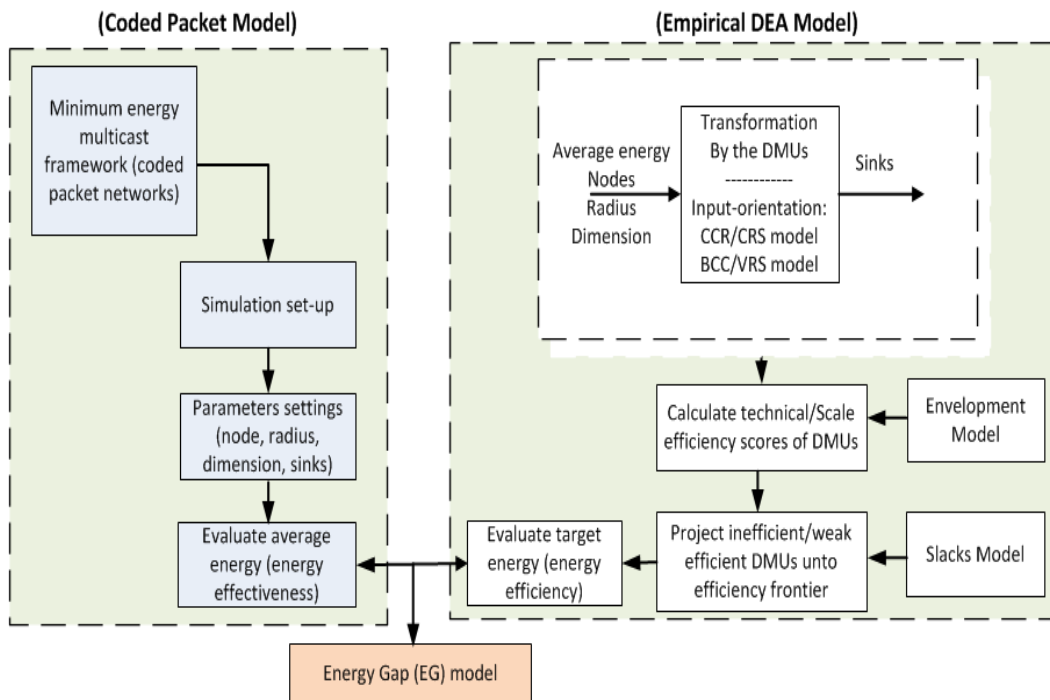 (Coded Packet Model)
Minimum energy
multicast
framework (coded
packet networks)
Simulation set-up
Parameters settings
(node, radius,
dimension, sinks)
Evaluate average
energy (energy
effectiveness)
(Empirical DEA Model)
Average energy
Nodes
Radius
Dimension
Transformation
By the DMUs
------------
Input-orientation:
CCR/CRS model
BCC/VRS model
Sinks
Calculate technical/Scale
efficiency scores of DMUs
Envelopment
Model
Project inefficient/weak
efficient DMUs unto
efficiency frontier
Slacks Model
Evaluate target
energy (energy
efficiency)
Energy Gap (EG) model